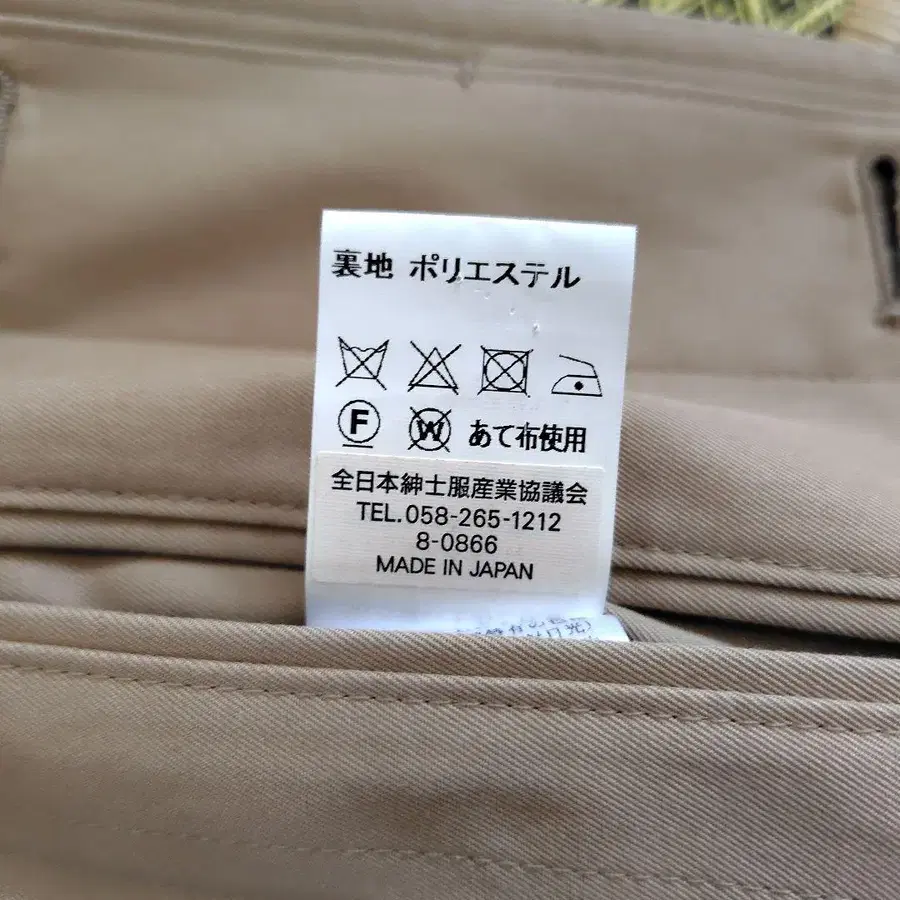 裏地 ポリエステル
F W あて布使用
全日本紳士服産業協議会
TEL.058-265-1212
8-0866
MADE IN JAPAN